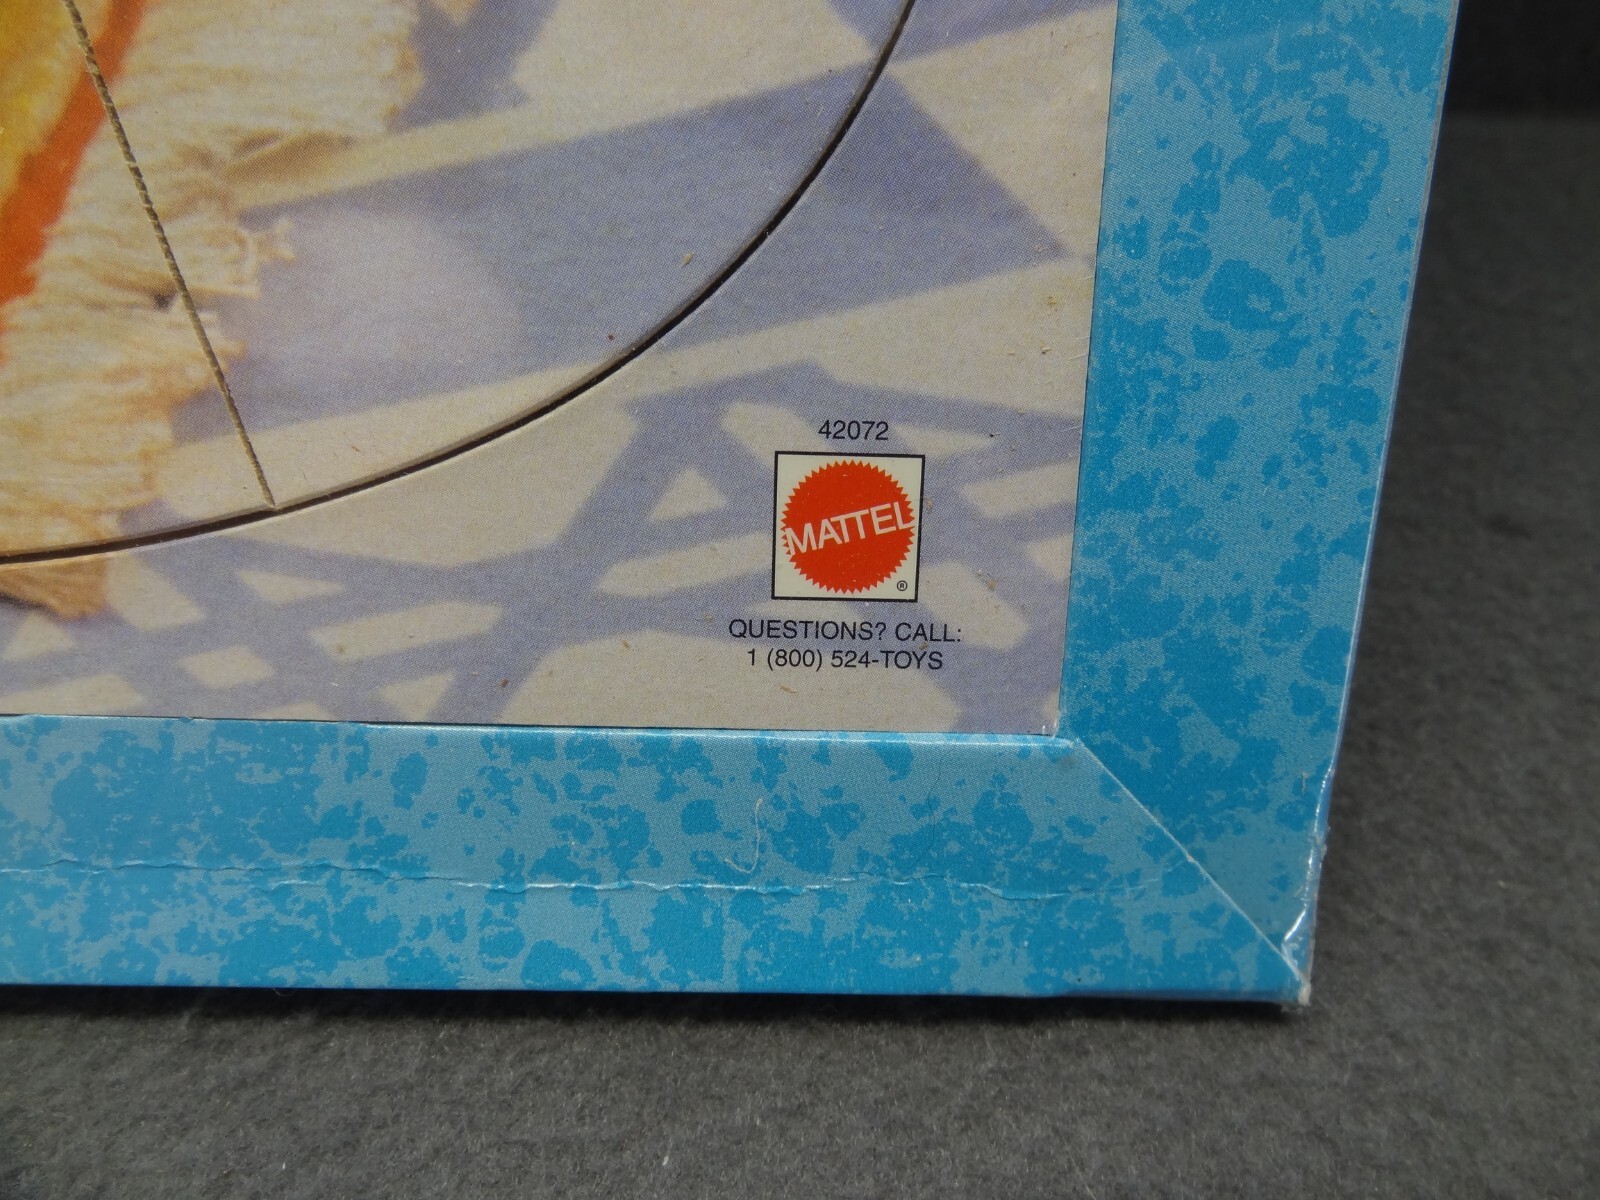 42072
MATTEL
®
QUESTIONS? CALL:
1 (800) 524-TOYS